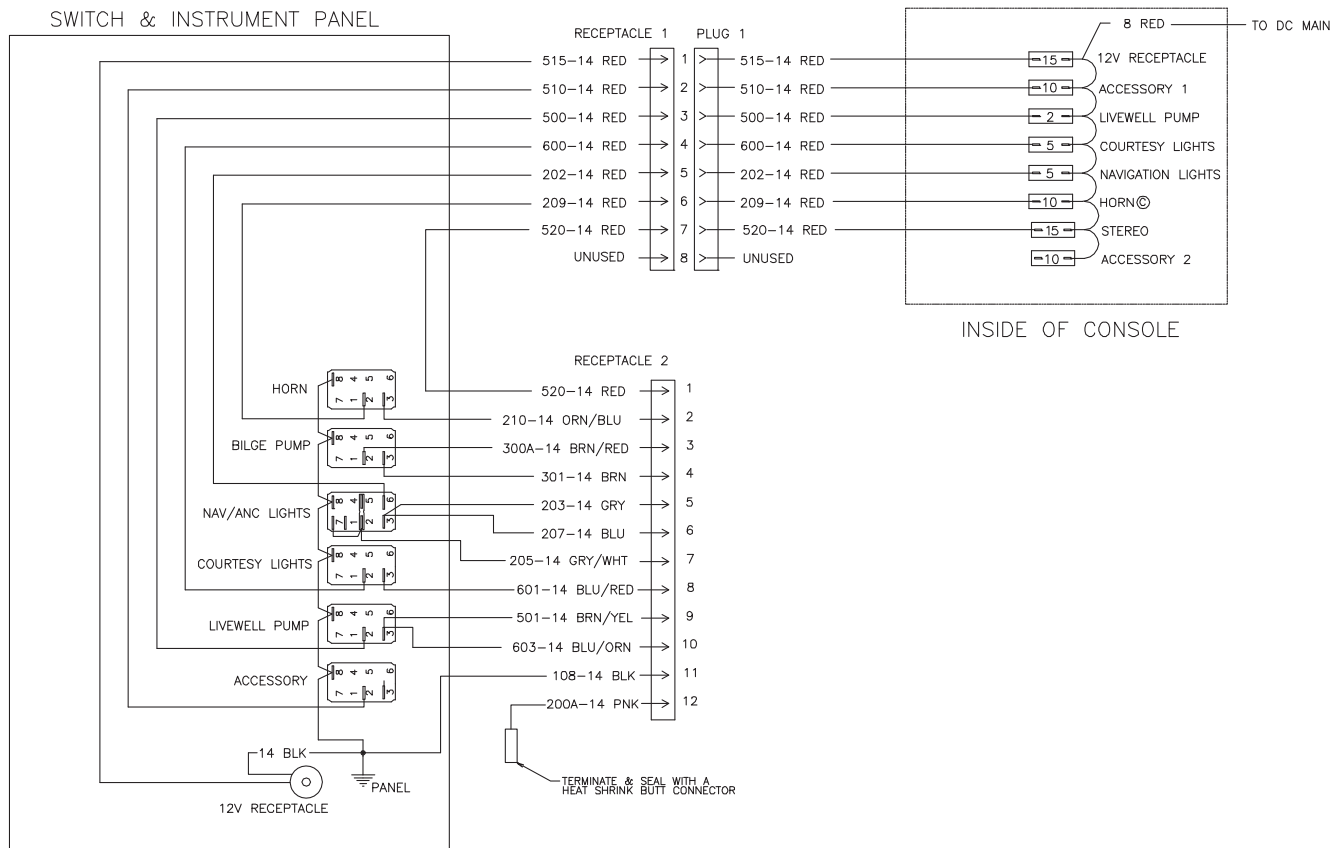 SWITCH & INSTRUMENT PANEL
RECEPTACLE 1 PLUG 1
8 RED TO DC MAIN
515-14 RED 1 515-14 RED 15 12V RECEPTACLE
510-14 RED 2 510-14 RED 10 ACCESSORY 1
500-14 RED 3 500-14 RED 2 LIVEWELL PUMP
600-14 RED 4 600-14 RED 5 COURTESY LIGHTS
202-14 RED 5 202-14 RED 5 NAVIGATION LIGHTS
209-14 RED 6 209-14 RED 10 HORN©
520-14 RED 7 520-14 RED 15 STEREO
UNUSED 8 UNUSED 10 ACCESSORY 2
INSIDE OF CONSOLE
RECEPTACLE 2
520-14 RED 1
210-14 ORN/BLU 2
300A-14 BRN/RED 3
301-14 BRN 4
203-14 GRY 5
207-14 BLU 6
205-14 GRY/WHT 7
601-14 BLU/RED 8
501-14 BRN/YEL 9
603-14 BLU/ORN 10
108-14 BLK 11
200A-14 PNK 12
HORN
8 4 5 6
7 1 2 3
BILGE PUMP
8 4 5 6
7 1 2 3
NAV/ANC LIGHTS
8 4 5 6
7 1 2 3
COURTESY LIGHTS
8 4 5 6
7 1 2 3
LIVEWELL PUMP
8 4 5 6
7 1 2 3
ACCESSORY
8 4 5 6
7 1 2 3
14 BLK
PANEL
12V RECEPTACLE
TERMINATE & SEAL WITH A
HEAT SHRINK BUTT CONNECTOR